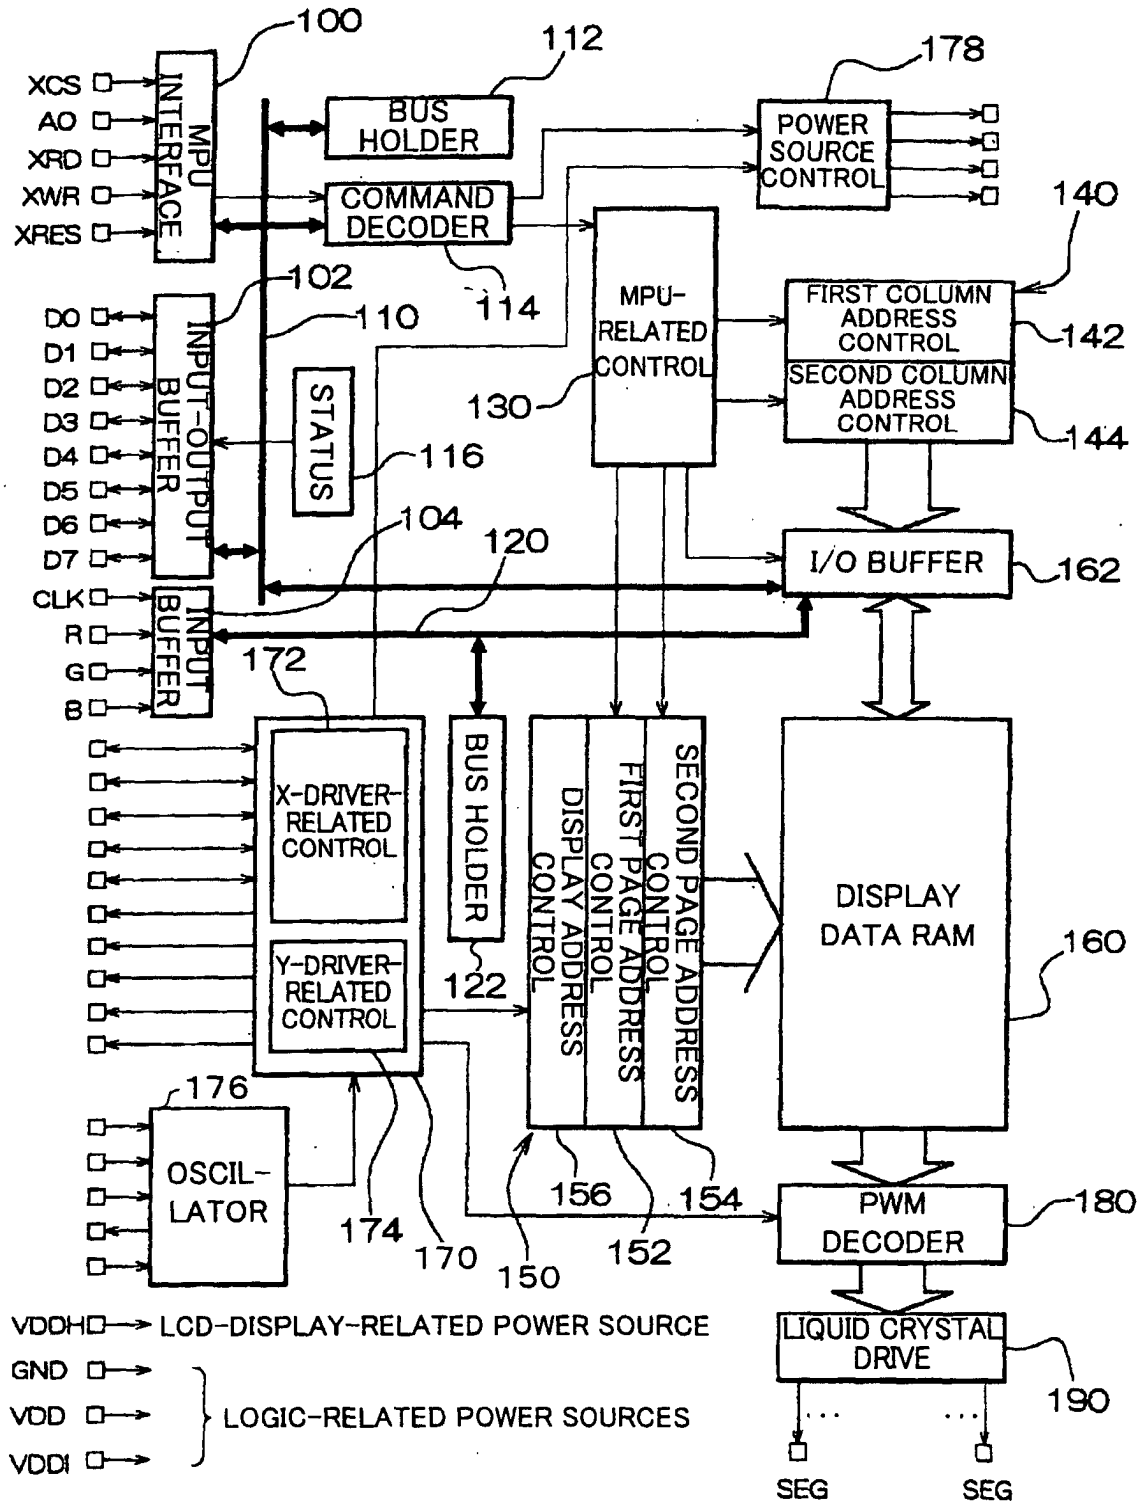 100
112
178
XCS
A0
XRD
XWR
XRES
MPU
INTERFACE
BUS
HOLDER
COMMAND
DECODER
114
POWER
SOURCE
CONTROL
140
102
110
D0
D1
D2
D3
D4
D5
D6
D7
INPUT-OUTPUT
BUFFER
STATUS
116
MPU-
RELATED
CONTROL
130
FIRST COLUMN
ADDRESS
CONTROL
142
SECOND COLUMN
ADDRESS
CONTROL
144
104
120
I/O BUFFER
162
CLK
R
G
B
INPUT
BUFFER
172
X-DRIVER-
RELATED
CONTROL
Y-DRIVER-
RELATED
CONTROL
BUS HOLDER
122
DISPLAY ADDRESS
CONTROL
FIRST PAGE ADDRESS
CONTROL
SECOND PAGE ADDRESS
CONTROL
DISPLAY
DATA RAM
160
176
OSCIL-
LATOR
174
170
150
156
152
154
PWM
DECODER
180
VDDH
LCD-DISPLAY-RELATED POWER SOURCE
LIQUID CRYSTAL
DRIVE
190
GND
VDD
VDDI
LOGIC-RELATED POWER SOURCES
... ...
SEG SEG